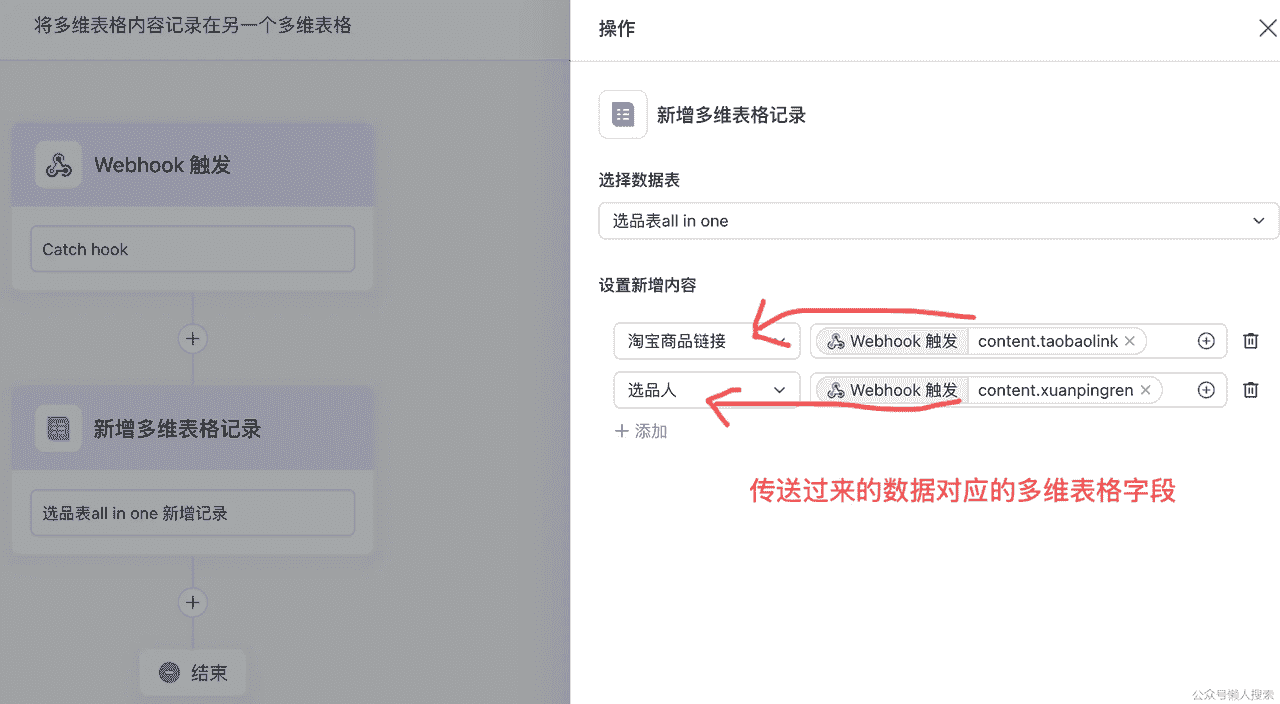 将多维表格内容记录在另一个多维表格
Webhook 触发
Catch hook
新增多维表格记录
选品表all in one 新增记录
结束
操作
新增多维表格记录
选择数据表
选品表all in one
设置新增内容
淘宝商品链接 Webhook 触发 content.taobaolink
选品人 Webhook 触发 content.xuanpingren
添加
传送过来的数据对应的多维表格字段
公众号懒人搜索